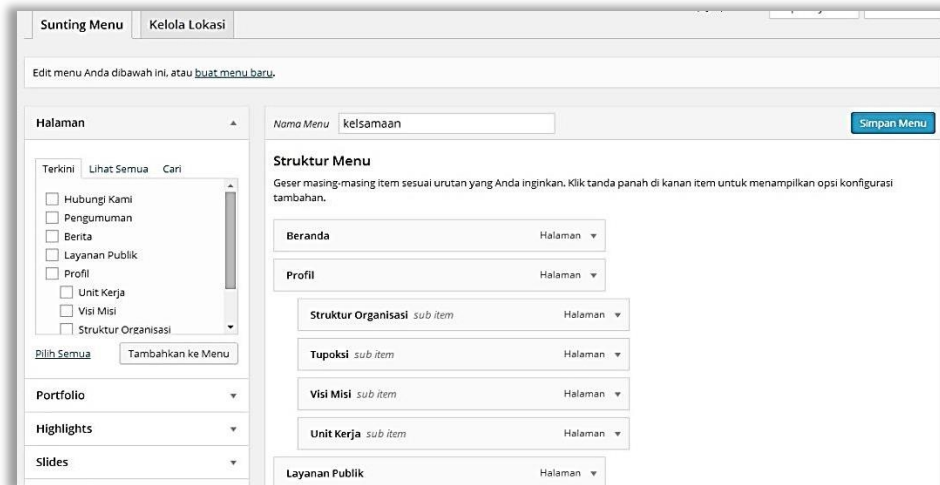 Sunting Menu
Kelola Lokasi
Edit menu Anda dibawah ini, atau buat menu baru.
Halaman
Terkini Lihat Semua Cari
Hubungi Kami
Pengumuman
Berita
Layanan Publik
Profil
Unit Kerja
Visi Misi
Struktur Organisasi
Pilih Semua
Tambahkan ke Menu
Portfolio
Highlights
Slides
Nama Menu kelsamaan
Simpan Menu
Struktur Menu
Geser masing-masing item sesuai urutan yang Anda inginkan. Klik tanda panah di kanan item untuk menampilkan opsi konfigurasi
tambahan.
Beranda Halaman
Profil Halaman
Struktur Organisasi sub item Halaman
Tupoksi sub item Halaman
Visi Misi sub item Halaman
Unit Kerja sub item Halaman
Layanan Publik Halaman